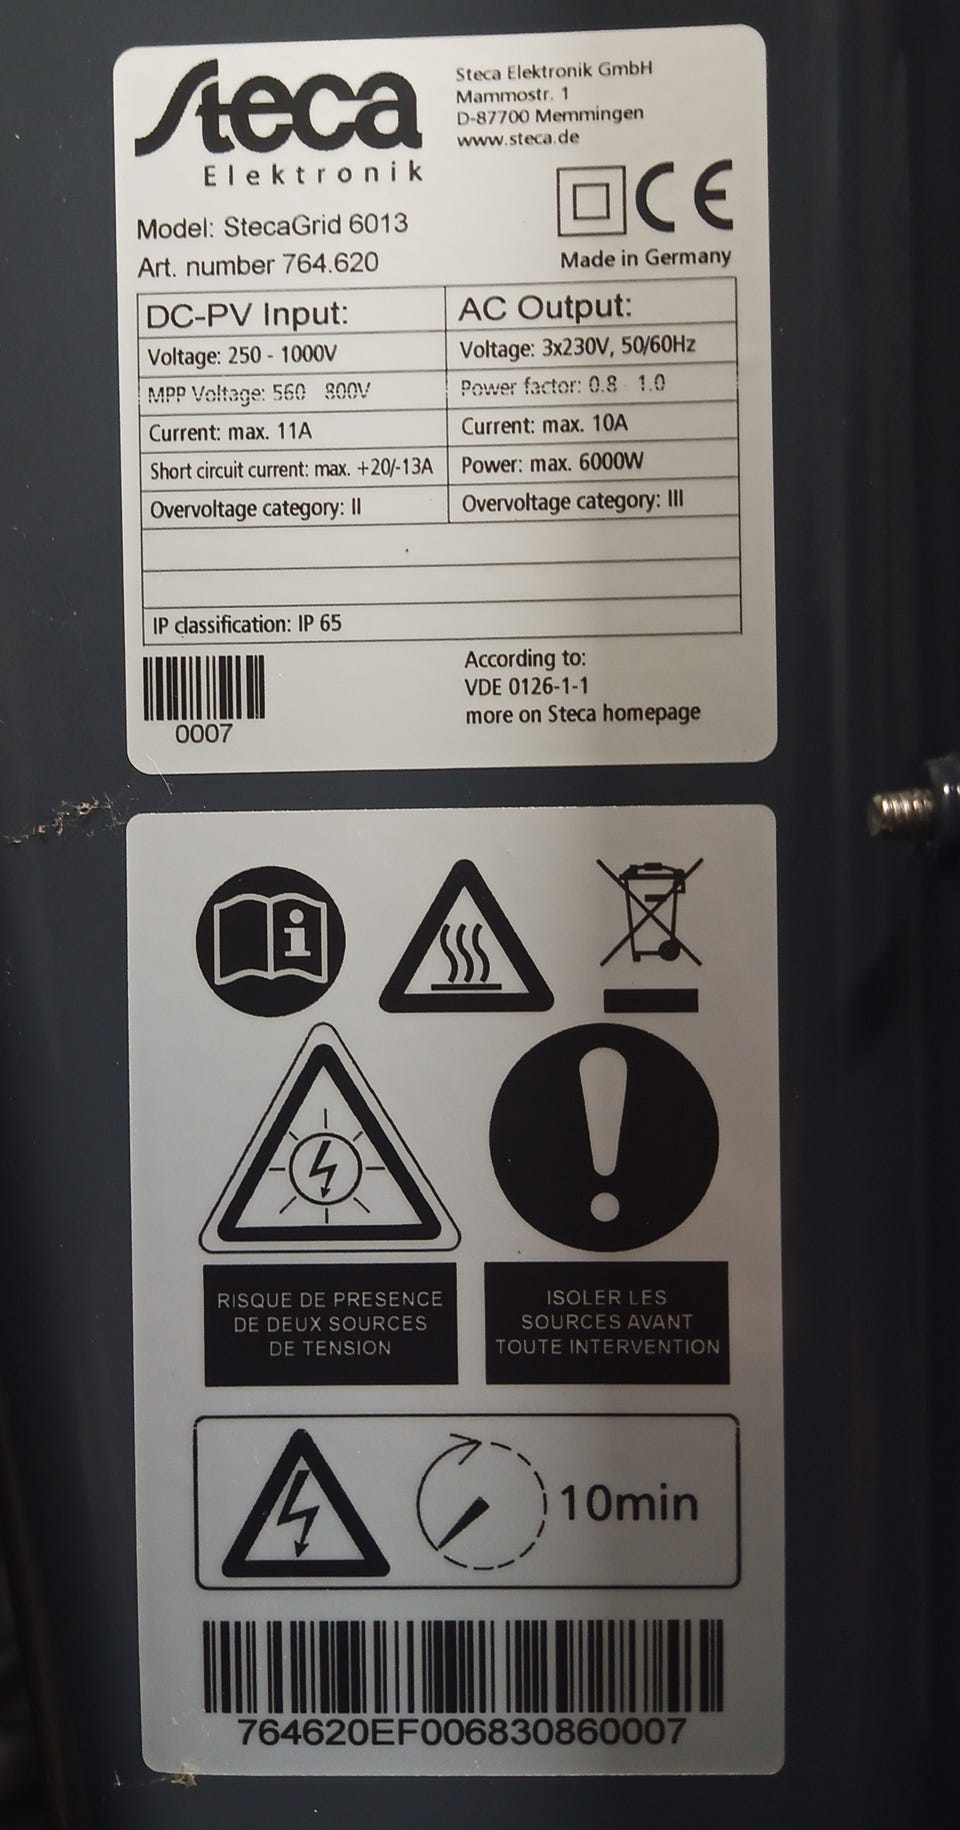 Steca
Elektronik
Steca Elektronik GmbH
Mammostr. 1
D-87700 Memmingen
www.steca.de
Model: StecaGrid 6013
Art. number 764.620
CE
Made in Germany
DC-PV Input:
Voltage: 250 - 1000V
MPP Voltage: 560 800V
Current: max. 11A
Short circuit current: max. +20/-13A
Overvoltage category: II
AC Output:
Voltage: 3x230V, 50/60Hz
Power factor: 0.8 - 1.0
Current: max. 10A
Power: max. 6000W
Overvoltage category: III
IP classification: IP 65
0007
According to:
VDE 0126-1-1
more on Steca homepage
i
RISQUE DE PRESENCE
DE DEUX SOURCES
DE TENSION
ISOLER LES
SOURCES AVANT
TOUTE INTERVENTION
10min
764620EF006830860007